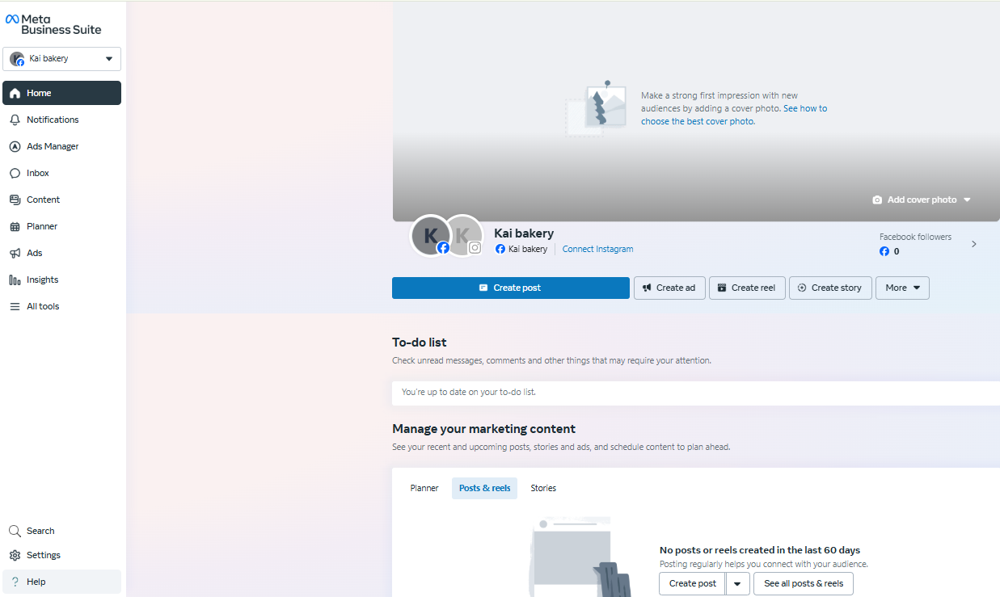 Meta
Business Suite
Kai bakery
Home
Notifications
Ads Manager
Inbox
Content
Planner
Ads
Insights
All tools
Search
Settings
? Help
Make a strong first impression with new
audiences by adding a cover photo. See how to
choose the best cover photo.
Add cover photo
K
K
Kai bakery
Kai bakery
Connect Instagram
Facebook followers
0
Create post
Create ad
Create reel
Create story
More
To-do list
Check unread messages, comments and other things that may require your attention.
You're up to date on your to-do list.
Manage your marketing content
See your recent and upcoming posts, stories and ads, and schedule content to plan ahead.
Planner
Posts & reels
Stories
No posts or reels created in the last 60 days
Posting regularly helps you connect with your audience.
Create post
See all posts & reels